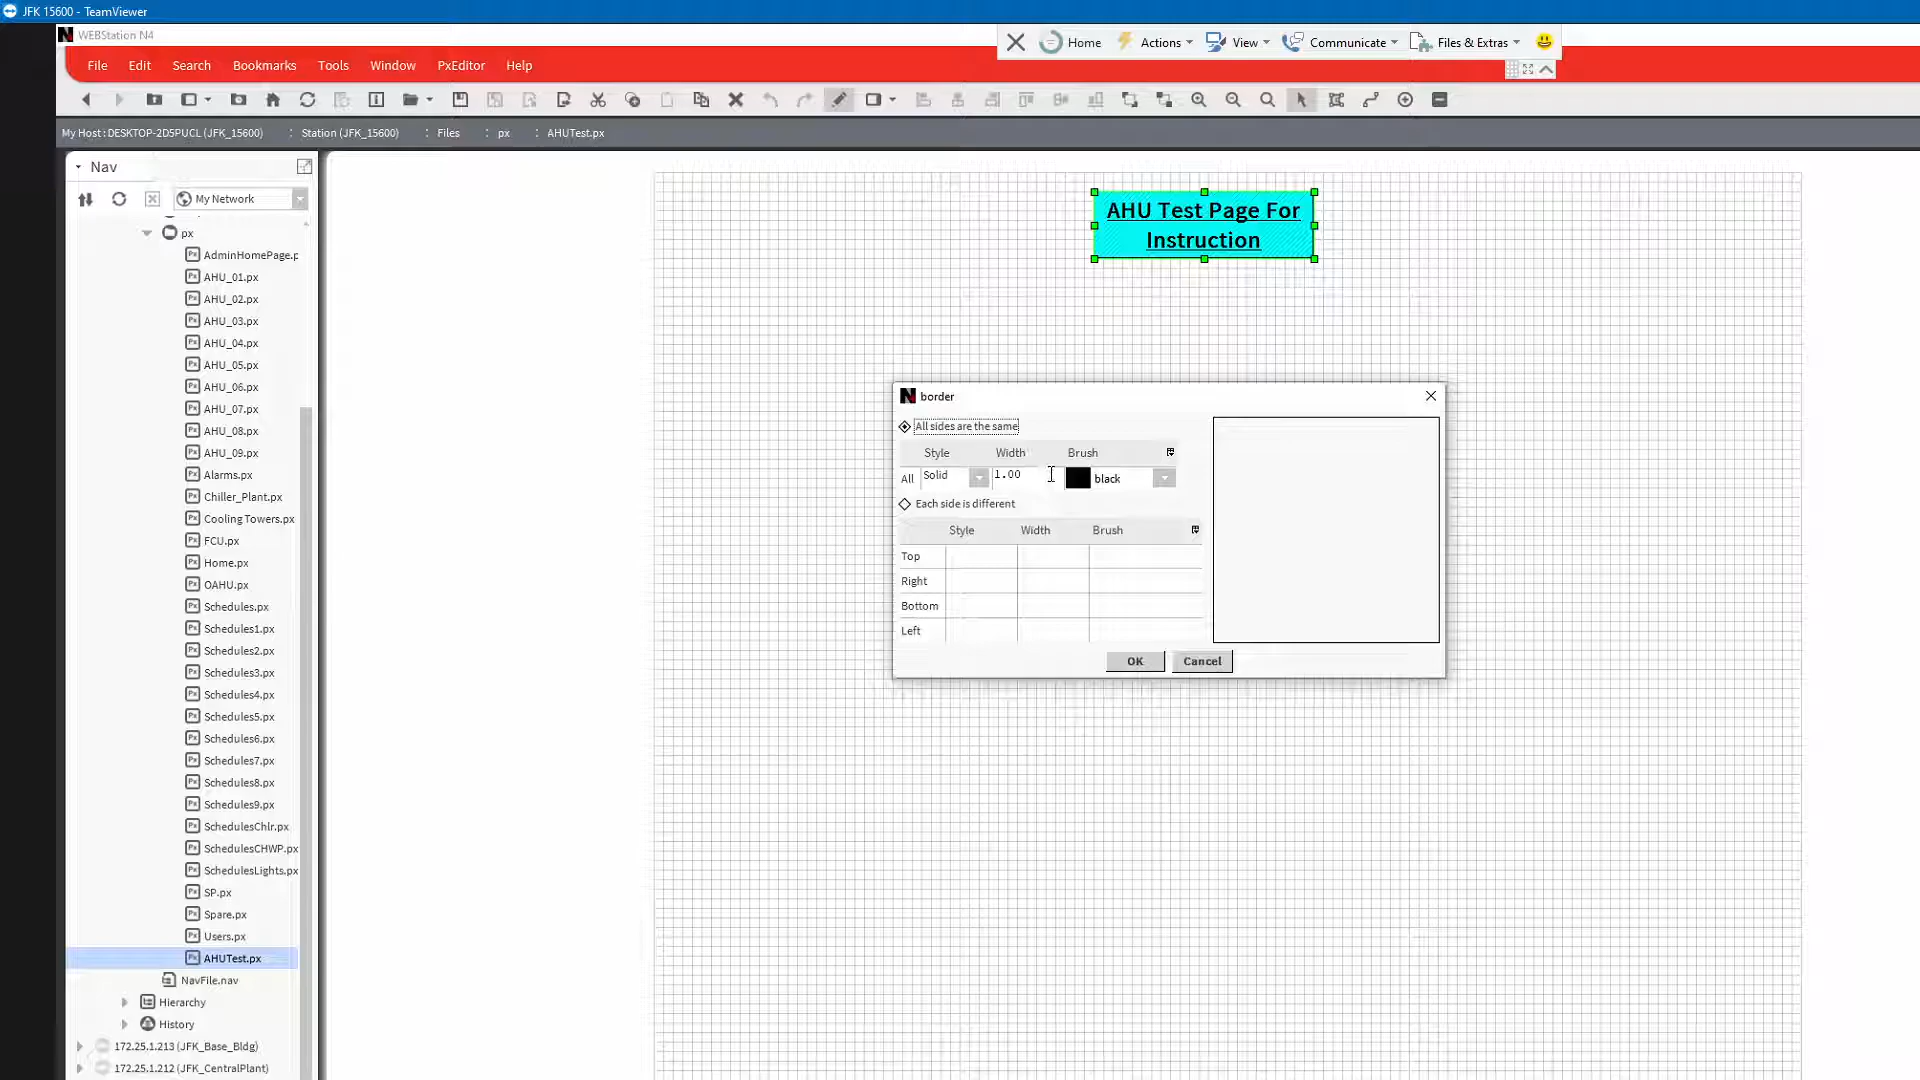 JFK 15600 - TeamViewer
WEBStation N4
Home Actions View Communicate Files & Extras
File Edit Search Bookmarks Tools Window PxEditor Help
My Host : DESKTOP-2D5PUCL (JFK_15600) : Station (JFK_15600) : Files : px : AHUTest.px
Nav
My Network
px
AdminHomePage.p
AHU_01.px
AHU_02.px
AHU_03.px
AHU_04.px
AHU_05.px
AHU_06.px
AHU_07.px
AHU_08.px
AHU_09.px
Alarms.px
Chiller_Plant.px
Cooling Towers.px
FCU.px
Home.px
OAHU.px
Schedules.px
Schedules1.px
Schedules2.px
Schedules3.px
Schedules4.px
Schedules5.px
Schedules6.px
Schedules7.px
Schedules8.px
Schedules9.px
SchedulesChlr.px
SchedulesCHWP.px
SchedulesLights.px
SP.px
Spare.px
Users.px
AHUTest.px
NavFile.nav
Hierarchy
History
172.25.1.213 (JFK_Base_Bldg)
172.25.1.212 (JFK_CentralPlant)
AHU Test Page For
Instruction
border
All sides are the same
Style Width Brush
All Solid 1.00 black
Each side is different
Style Width Brush
Top
Right
Bottom
Left
OK Cancel